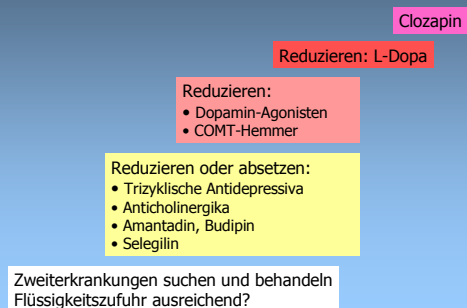 Clozapin
Reduzieren: L-Dopa
Reduzieren:
• Dopamin-Agonisten
• COMT-Hemmer
Reduzieren oder absetzen:
• Trizyklische Antidepressiva
• Anticholinergika
• Amantadin, Budipin
• Selegilin
Zweiterkrankungen suchen und behandeln
Flüssigkeitszufuhr ausreichend?